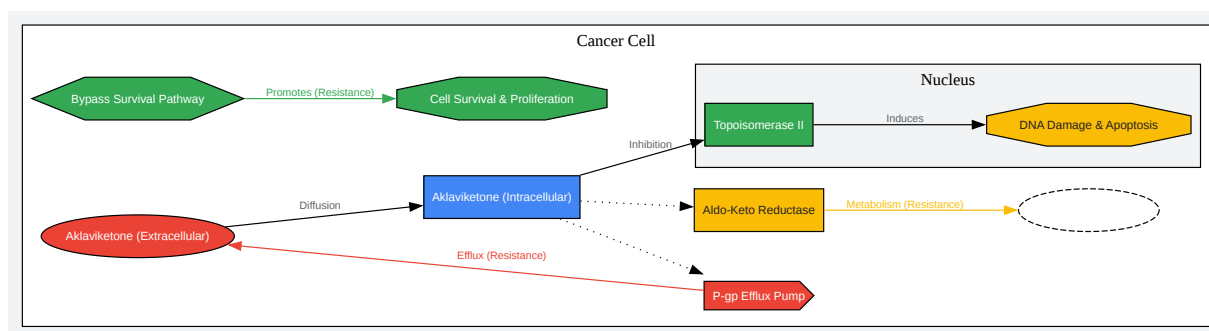 Cancer Cell
Nucleus
Bypass Survival Pathway
Promotes (Resistance)
Cell Survival & Proliferation
Topoisomerase II
Induces
DNA Damage & Apoptosis
Inhibition
Aklaviketone (Intracellular)
Diffusion
Aklaviketone (Extracellular)
Aldo-Keto Reductase
Metabolism (Resistance)
Efflux (Resistance)
P-gp Efflux Pump